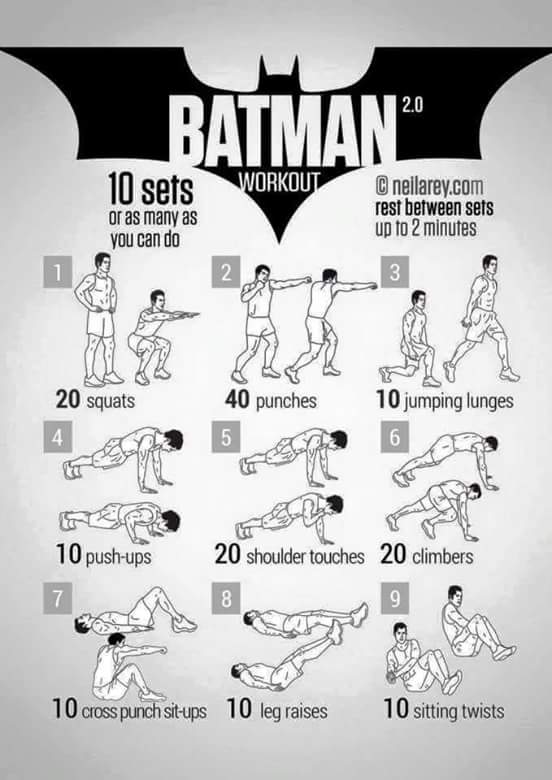 BATMAN 2.0
WORKOUT
10 sets
or as many as
you can do
© neilarey.com
rest between sets
up to 2 minutes
1
20 squats
2
40 punches
3
10 jumping lunges
4
10 push-ups
5
20 shoulder touches
6
20 climbers
7
10 cross punch sit-ups
8
10 leg raises
9
10 sitting twists